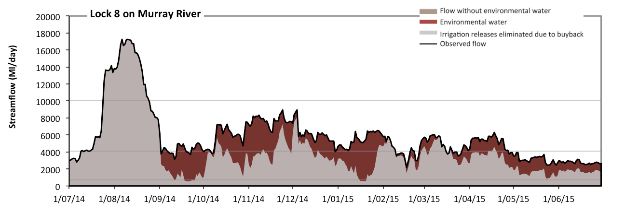 Lock 8 on Murray River
Flow without environmental water
Environmental water
Irrigation releases eliminated due to buyback
Observed flow
Streamflow (Ml/day)
20000
18000
16000
14000
12000
10000
8000
6000
4000
2000
0
1/07/14 1/08/14 1/09/14 1/10/14 1/11/14 1/12/14 1/01/15 1/02/15 1/03/15 1/04/15 1/05/15 1/06/15